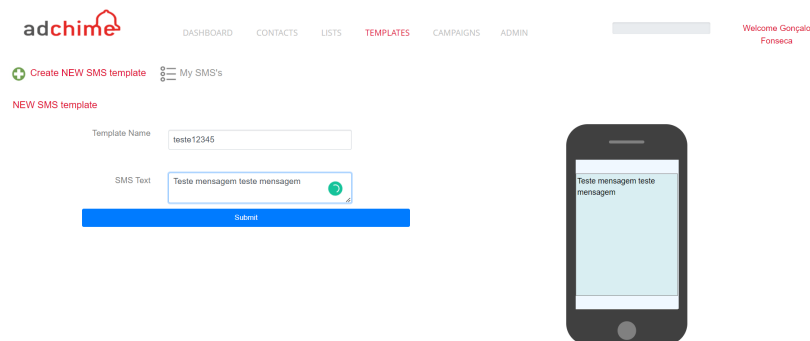 adchime
DASHBOARD CONTACTS LISTS TEMPLATES CAMPAIGNS ADMIN
Welcome Gonçalo
Fonseca
Create NEW SMS template My SMS's
NEW SMS template
Template Name
teste12345
SMS Text
Teste mensagem teste mensagem
Submit
Teste mensagem teste
mensagem